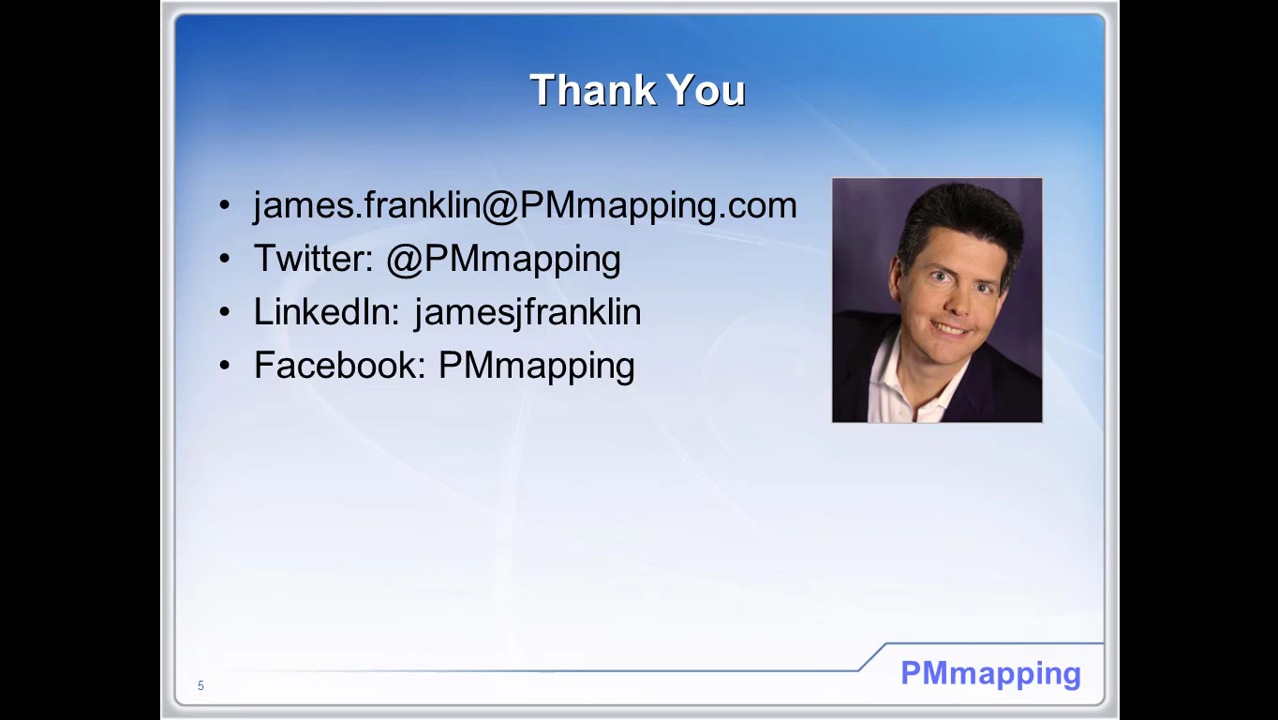 Thank You
• james.franklin@PMmapping.com
• Twitter: @PMmapping
• LinkedIn: jamesjfranklin
• Facebook: PMmapping
5
PMmapping